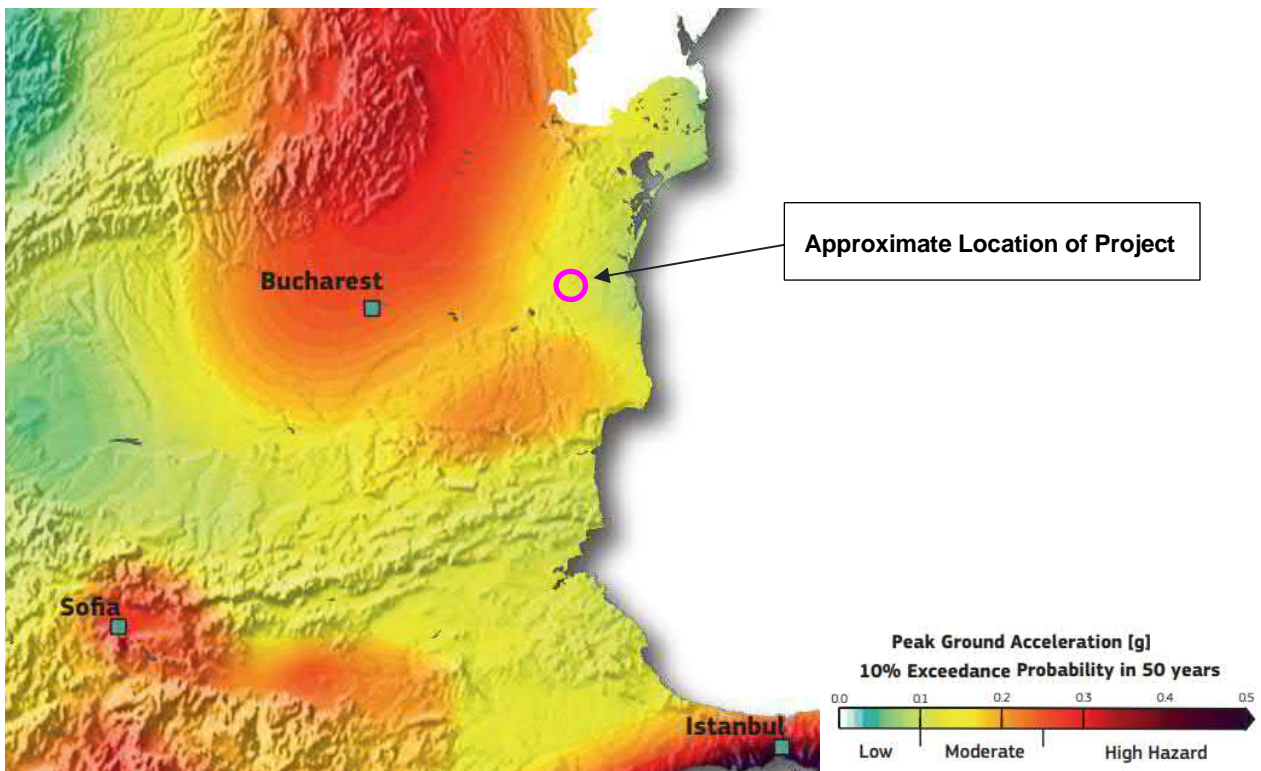 Approximate Location of Project
Bucharest
Sofia
Istanbul
Peak Ground Acceleration [g]
10% Exceedance Probability in 50 years
0.0 0.1 0.2 0.3 0.4 0.5
Low Moderate High Hazard